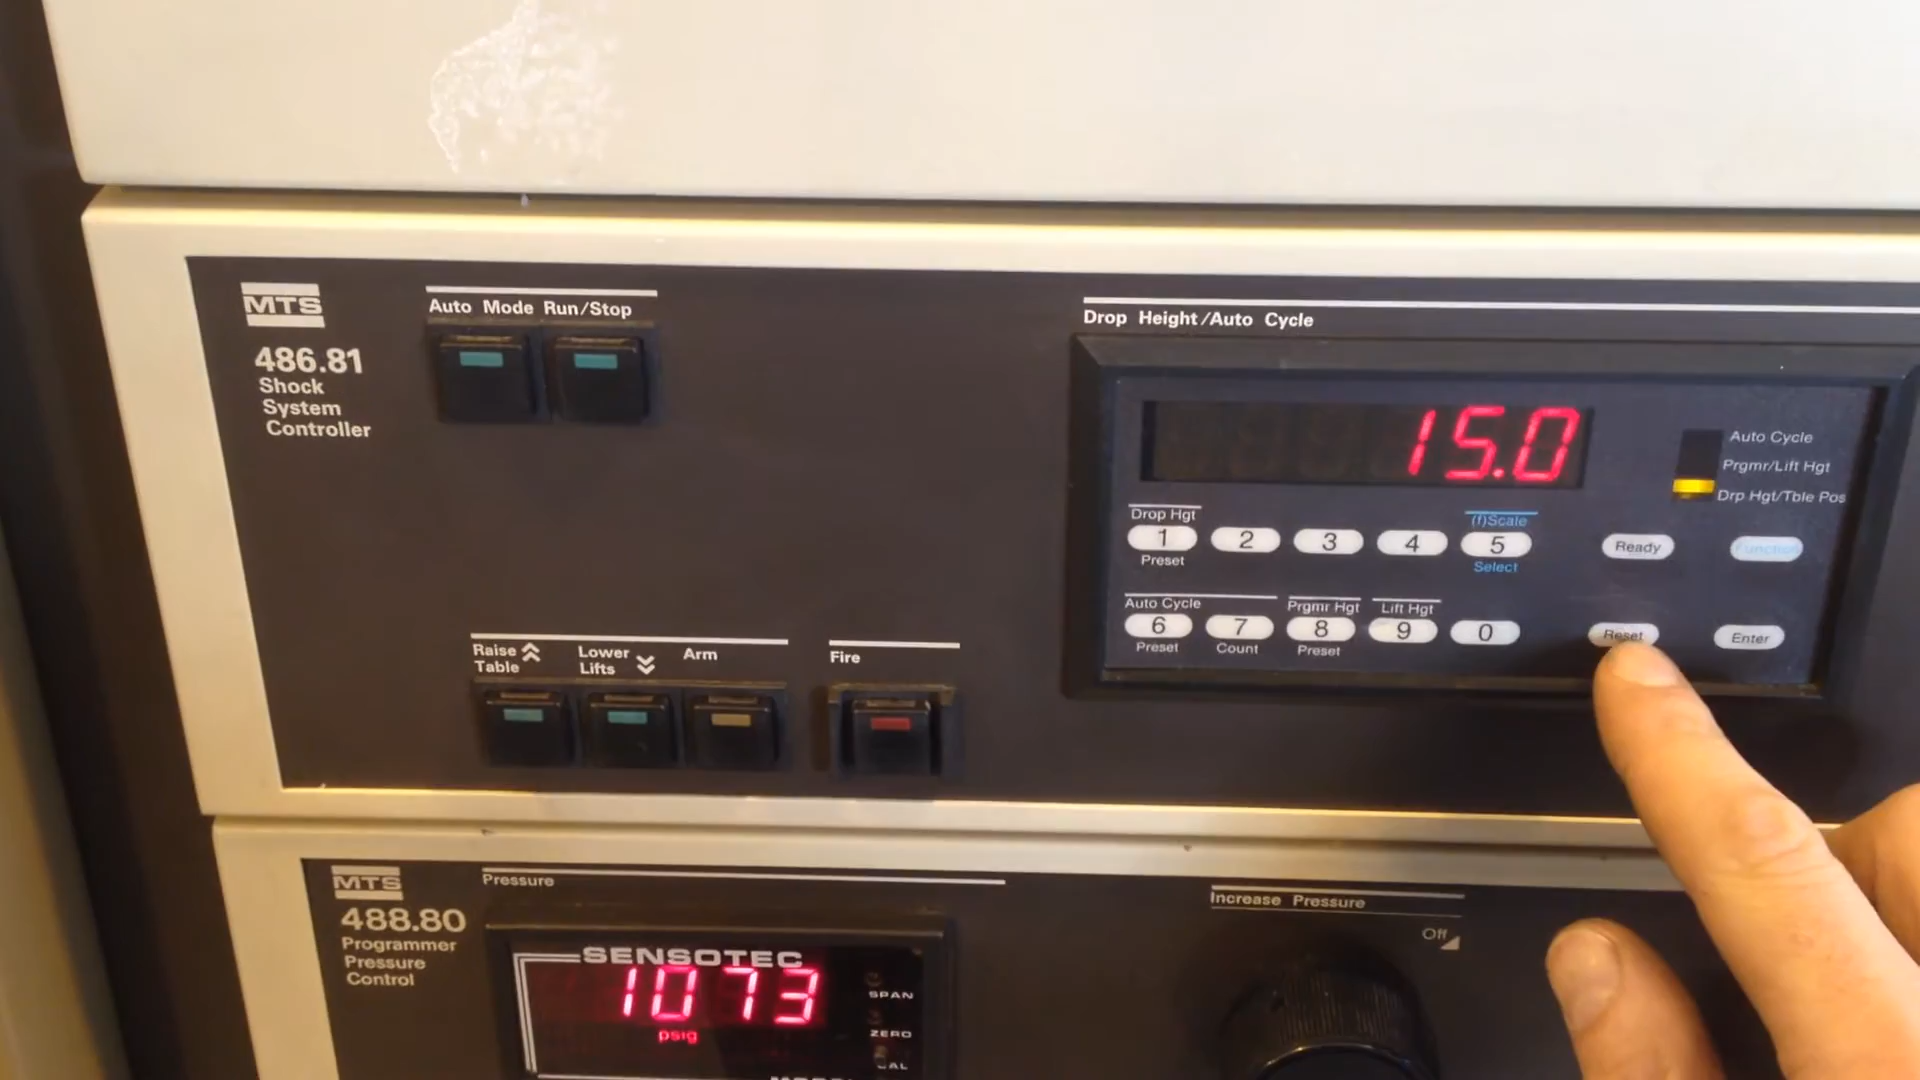 MTS
486.81
Shock
System
Controller
Auto Mode Run/Stop
Raise
Table
Lower
Lifts
Arm
Fire
Drop Height/Auto Cycle
15.0
Auto Cycle
Prgmr/Lift Hgt
Drp Hgt/Tble Pos
Drop Hgt
1
Preset
2
3
4
(f)Scale
5
Select
Ready
Function
Auto Cycle
6
Preset
7
Count
Prgmr Hgt
8
Preset
Lift Hgt
9
0
Reset
Enter
MTS
488.80
Programmer
Pressure
Control
Pressure
SENSOTEC
1073
psig
SPAN
ZERO
Increase Pressure
Off